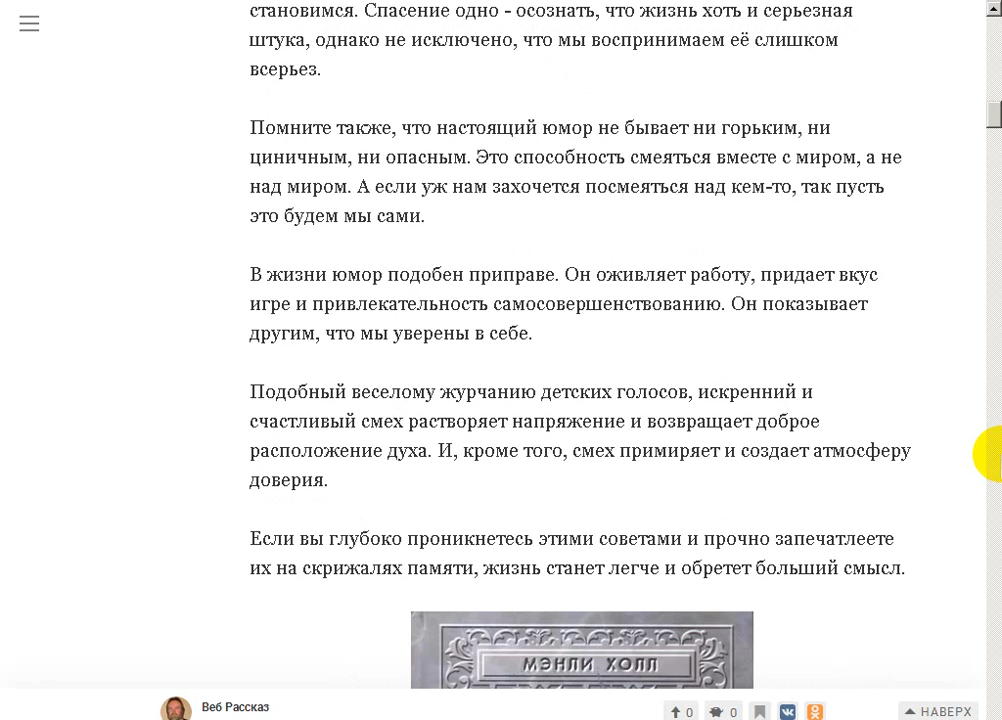 становимся. Спасение одно - осознать, что жизнь хоть и серьезная
штука, однако не исключено, что мы воспринимаем её слишком
всерьез.
Помните также, что настоящий юмор не бывает ни горьким, ни
циничным, ни опасным. Это способность смеяться вместе с миром, а не
над миром. А если уж нам захочется посмеяться над кем-то, так пусть
это будем мы сами.
В жизни юмор подобен приправе. Он оживляет работу, придает вкус
игре и привлекательность самосовершенствованию. Он показывает
другим, что мы уверены в себе.
Подобный веселому журчанию детских голосов, искренний и
счастливый смех растворяет напряжение и возвращает доброе
расположение духа. И, кроме того, смех примиряет и создает атмосферу
доверия.
Если вы глубоко проникнетесь этими советами и прочно запечатлеете
их на скрижалях памяти, жизнь станет легче и обретет больший смысл.
МЭНЛИ ХОЛЛ
Веб Рассказ
0 0 НАВЕРХ